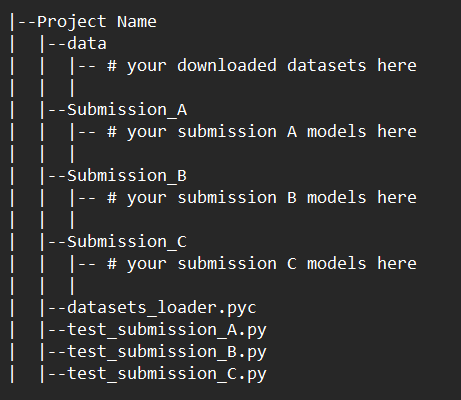 |--Project Name
|  |--data
|  |  |-- # your downloaded datasets here
|  |  |
|  |--Submission_A
|  |  |-- # your submission A models here
|  |  |
|  |--Submission_B
|  |  |-- # your submission B models here
|  |  |
|  |--Submission_C
|  |  |-- # your submission C models here
|  |  |
|  |--datasets_loader.pyc
|  |--test_submission_A.py
|  |--test_submission_B.py
|  |--test_submission_C.py